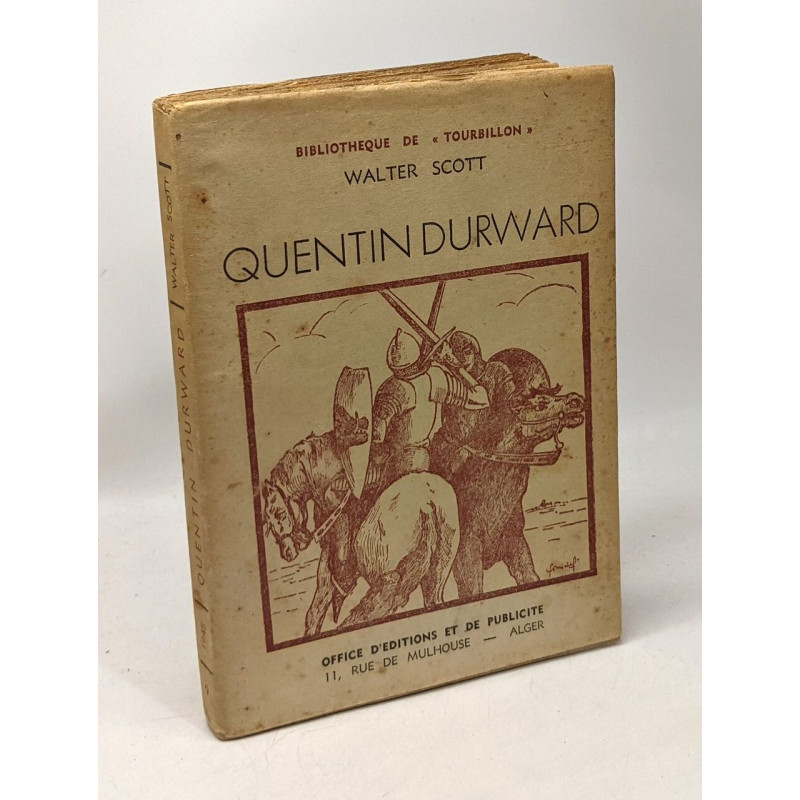 BIBLIOTHEQUE DE « TOURBILLON »
WALTER SCOTT
QUENTIN DURWARD
OFFICE D'EDITIONS ET DE PUBLICITE
11, RUE DE MULHOUSE — ALGER
QUENTIN DURWARD / WALTER SCOTT